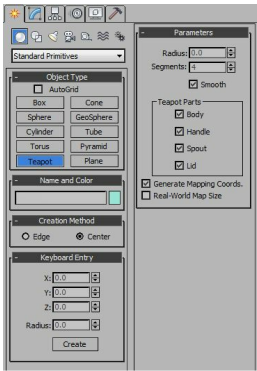 Standard Primitives
- Object Type
AutoGrid
Box Cone
Sphere GeoSphere
Cylinder Tube
Torus Pyramid
Teapot Plane
- Name and Color
- Creation Method
Edge Center
- Keyboard Entry
X: 0.0
Y: 0.0
Z: 0.0
Radius: 0.0
Create
- Parameters
Radius: 0.0
Segments: 4
Smooth
Teapot Parts
Body
Handle
Spout
Lid
Generate Mapping Coords.
Real-World Map Size